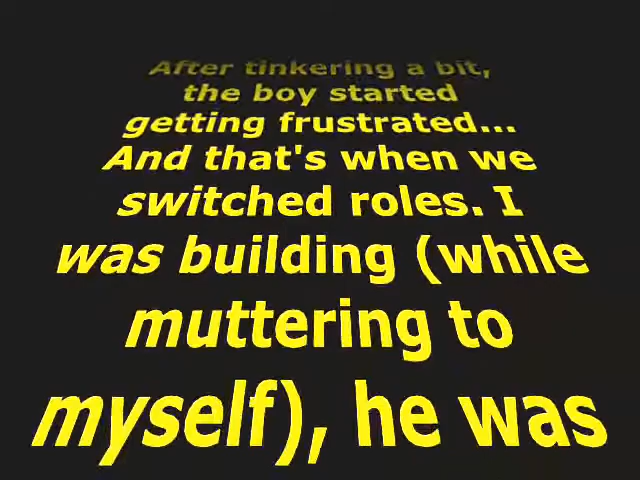 After tinkering a bit,
the boy started
getting frustrated...
And that's when we
switched roles. I
was building (while
muttering to
myself), he was